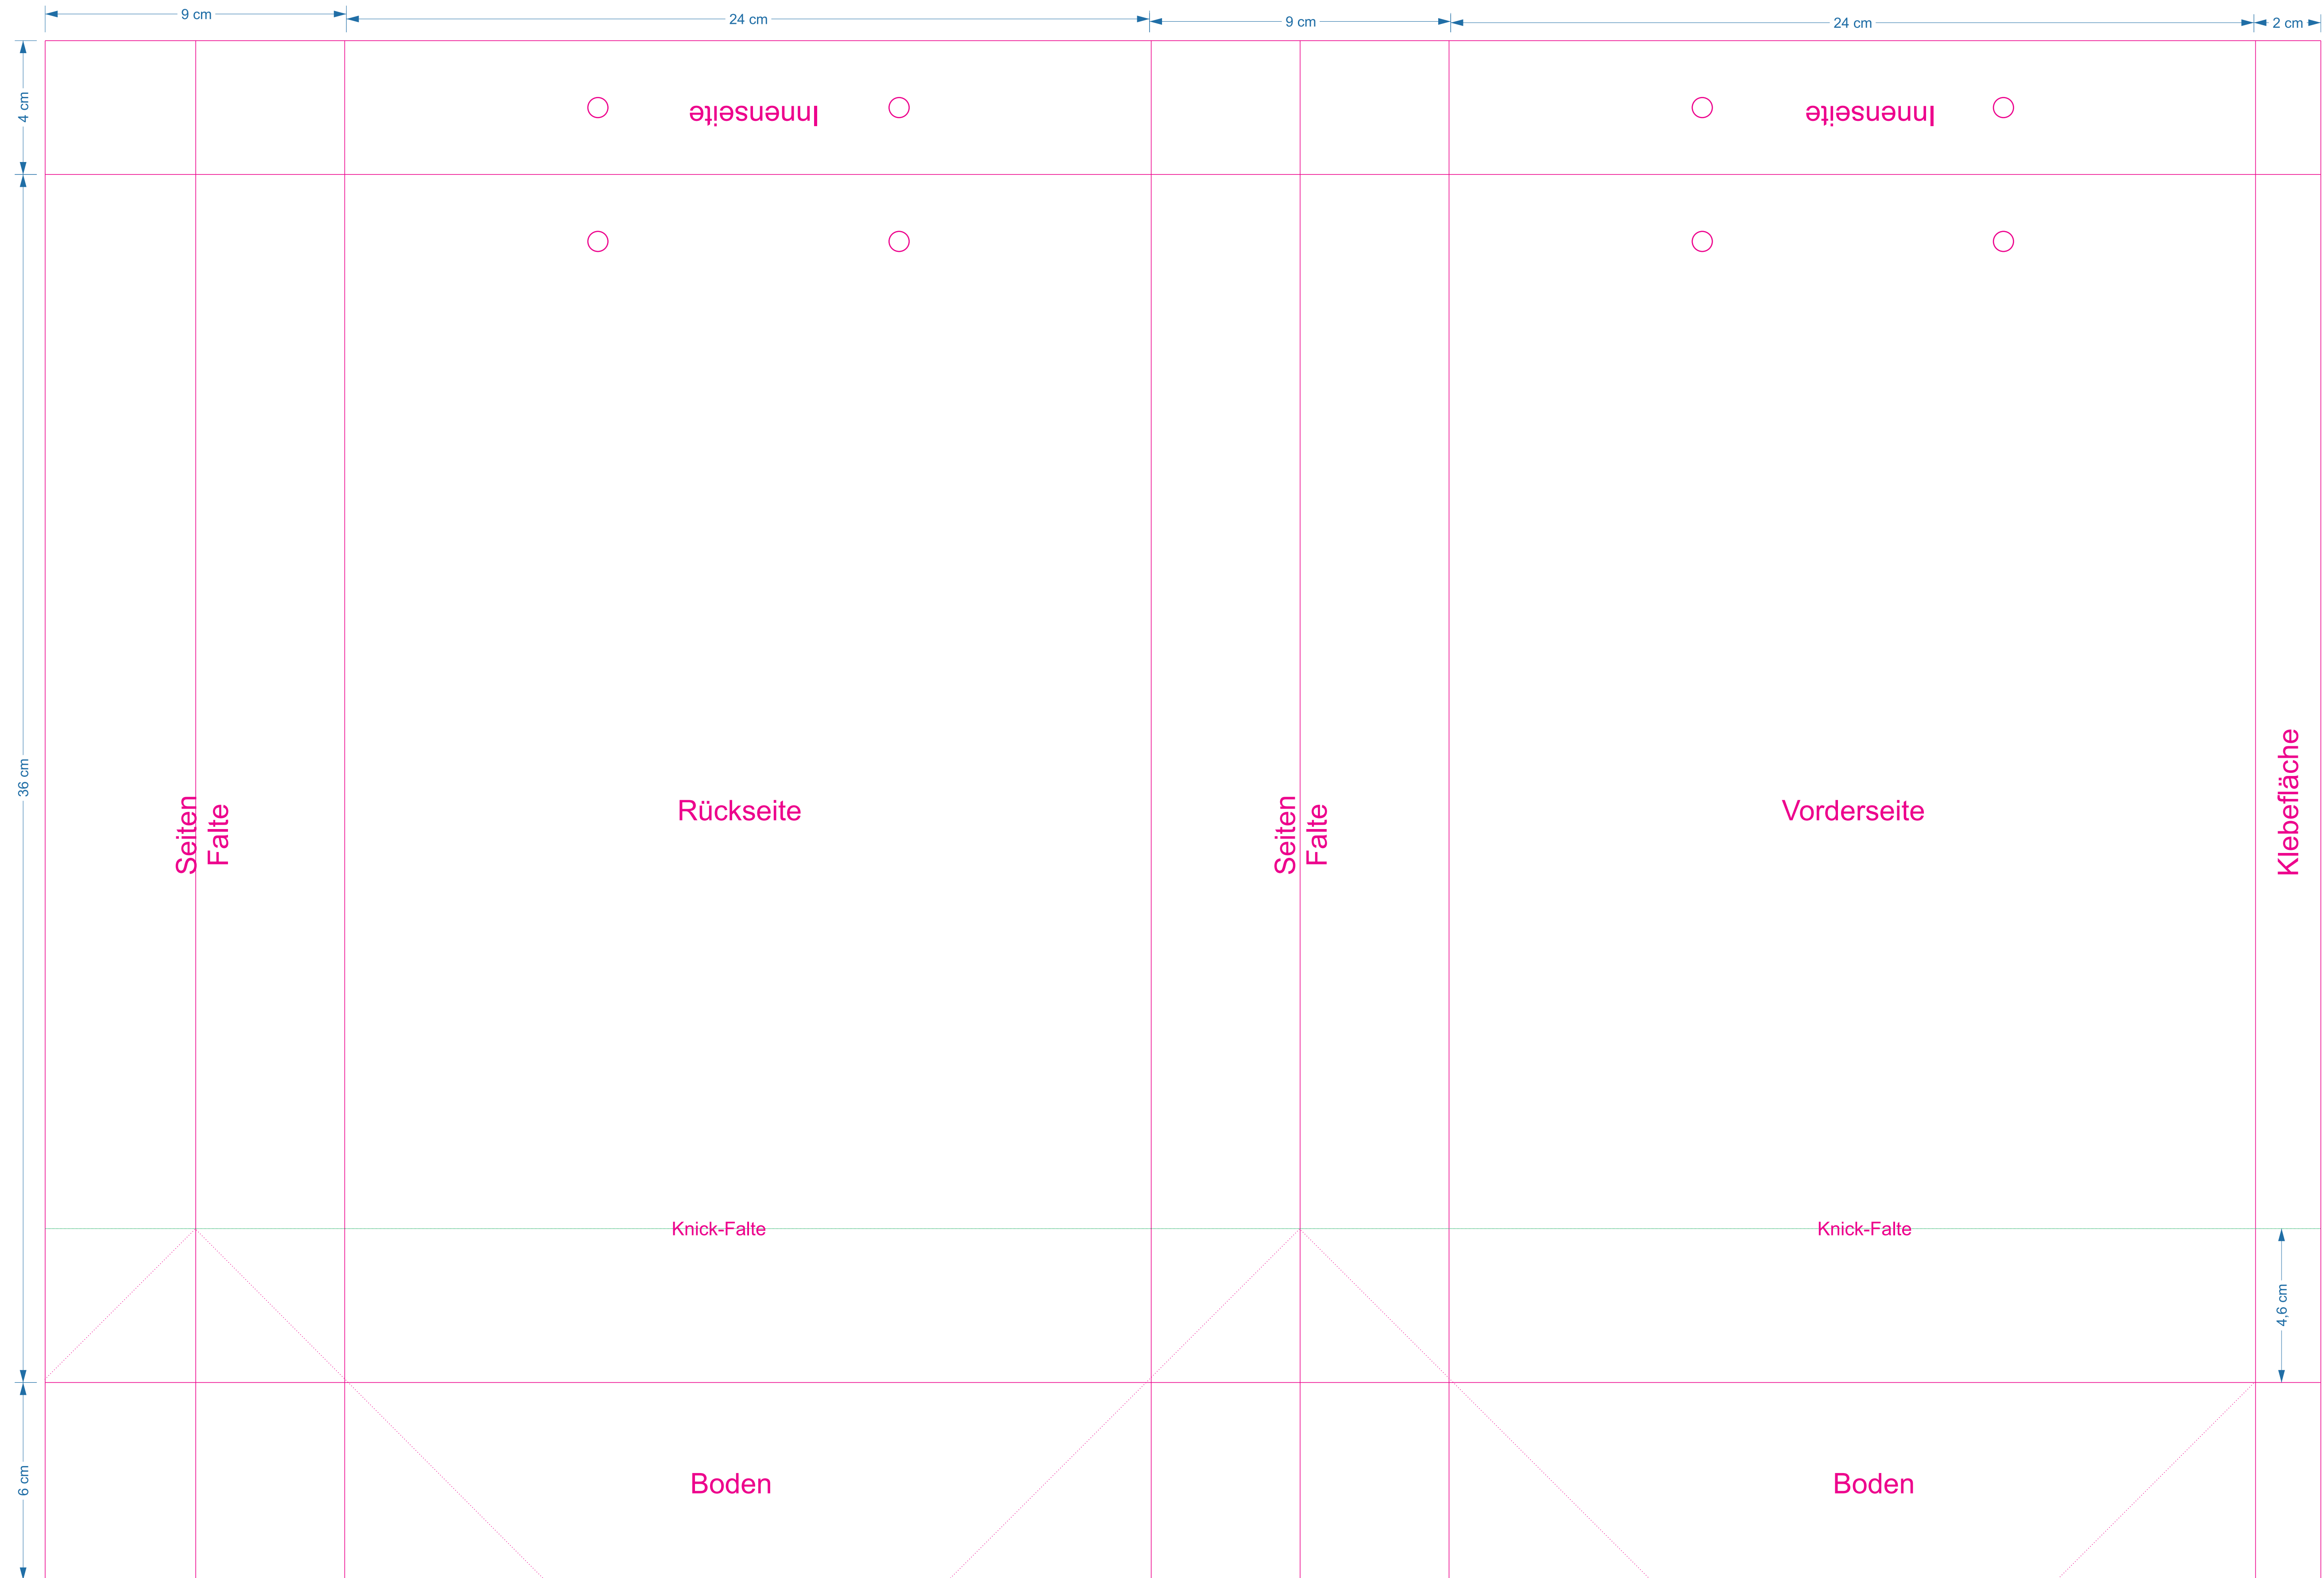 9 cm
24 cm
9 cm
24 cm
2 cm
4 cm
Innenseite
Innenseite
36 cm
Seiten
Falte
Rückseite
Seiten
Falte
Vorderseite
Klebefläche
Knick-Falte
Knick-Falte
4,6 cm
6 cm
Boden
Boden